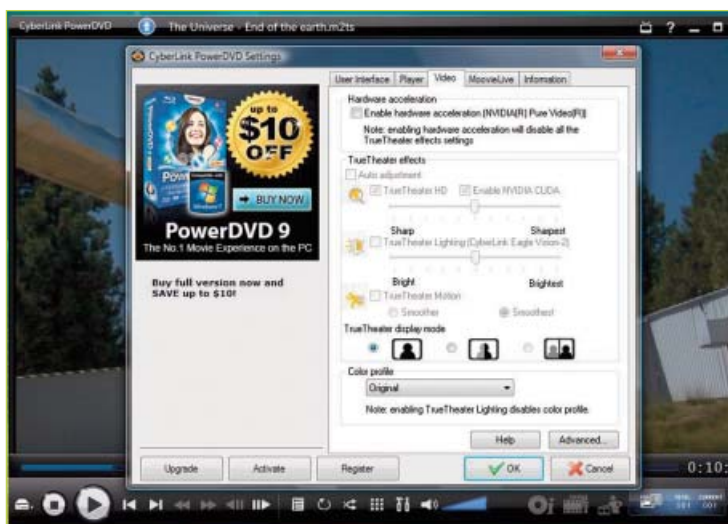 CyberLink PowerDVD
The Universe - End of the earth.m2ts
CyberLink PowerDVD Settings
up to
$10
OFF
BUY NOW
PowerDVD 9
The No.1 Movie Experience on the PC
Buy full version now and
SAVE up to $10!
User Interface Player Video MoovieLive Information
Hardware acceleration
Enable hardware acceleration [NVIDIA(R) Pure Video(R)]
Note: enabling hardware acceleration will disable all the
TrueTheater effects settings
TrueTheater effects
Auto adjustment
TrueTheater HD Enable NVIDIA CUDA
Sharp Sharpest
TrueTheater Lighting (CyberLink Eagle Vision-2)
Bright Brightest
TrueTheater Motion
Smoother Smoothest
TrueTheater display mode
Color profile
Original
Note: enabling TrueTheater Lighting disables color profile.
Help Advanced...
Upgrade Activate Register OK Cancel
0:10: